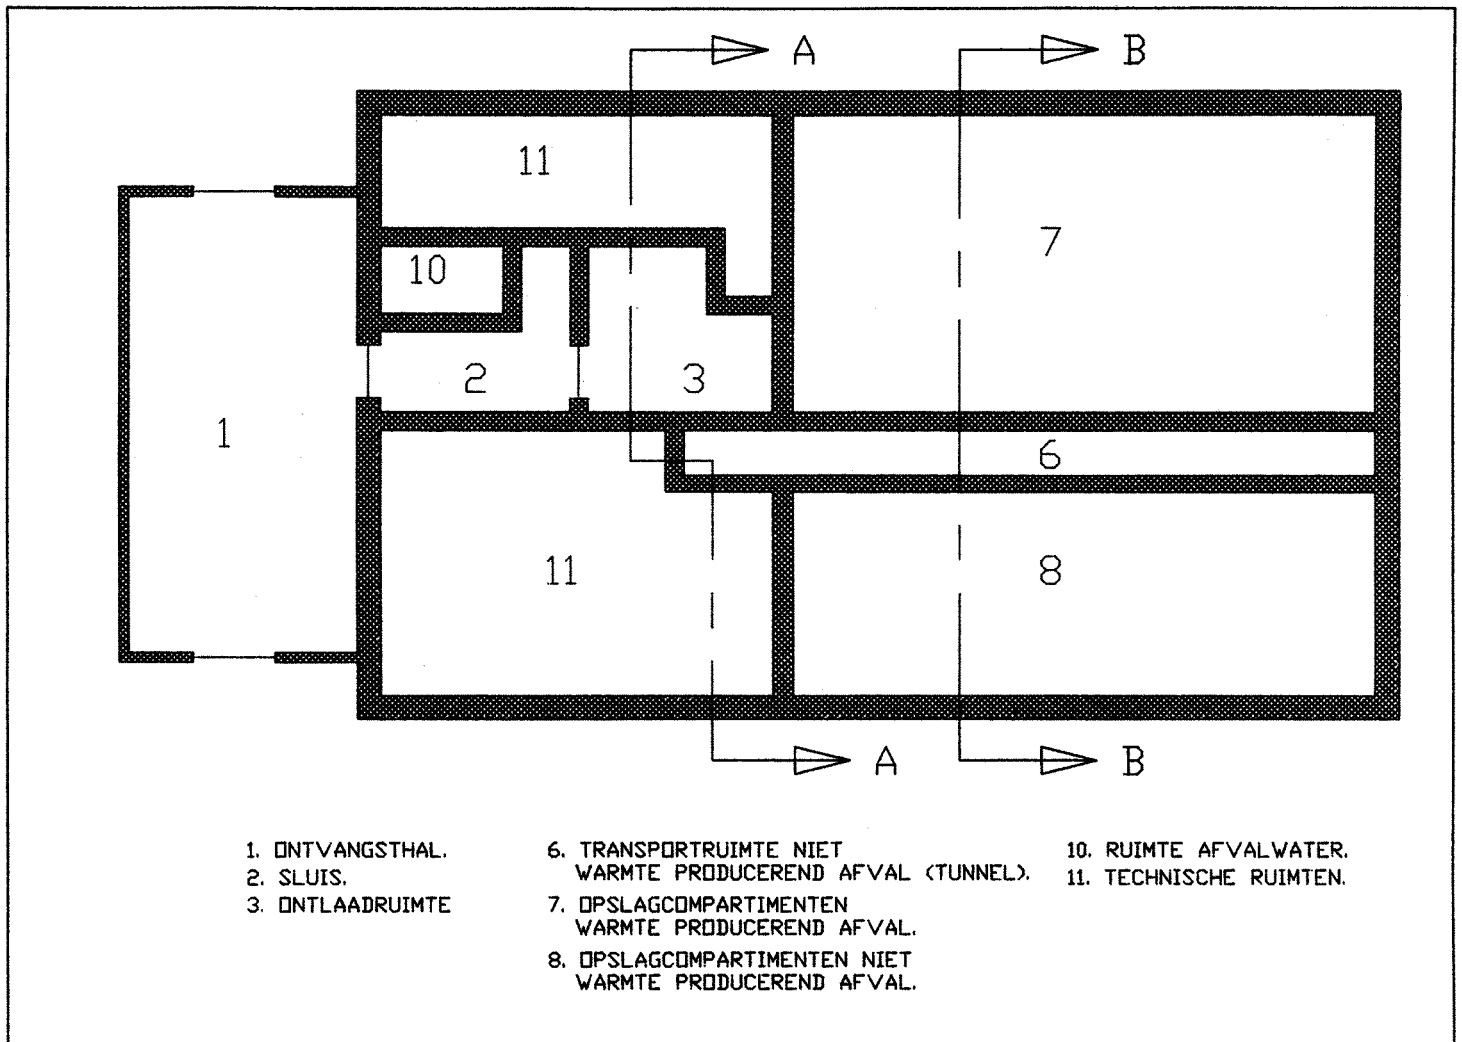 A
B
11
7
10
2
3
1
6
11
8
A
B
1. ONTVANGSTHAL.
2. SLUIS.
3. ONTLAADRUIMTE
6. TRANSPORTRUIMTE NIET
WARMTE PRODUCEREND AFVAL (TUNNEL).
7. OPSLAGCOMPARTIMENTEN
WARMTE PRODUCEREND AFVAL.
8. OPSLAGCOMPARTIMENTEN NIET
WARMTE PRODUCEREND AFVAL.
10. RUIMTE AFVALWATER.
11. TECHNISCHE RUIMTEN.